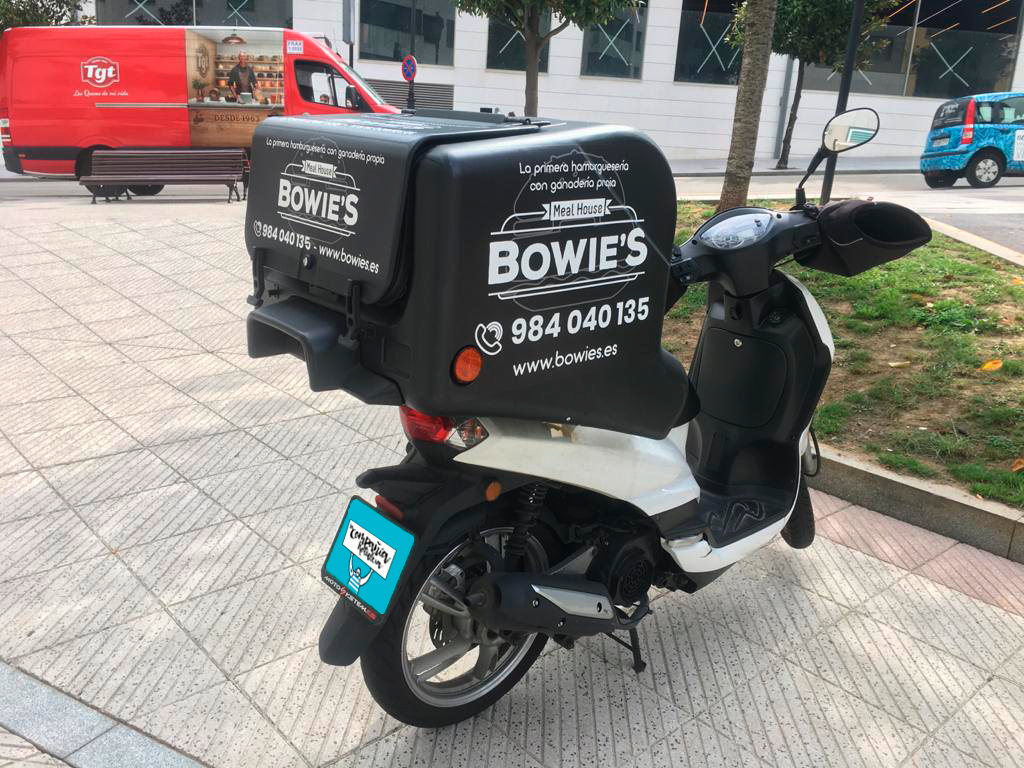 Tgt
Los Quesos de mi vida
DESDE 1963
La primera hamburguesería con ganadería propia
Meal House
BOWIE'S
984 040 135 - www.bowies.es
La primera hamburguesería
con ganadería propia
Meal House
BOWIE'S
984 040 135
www.bowies.es